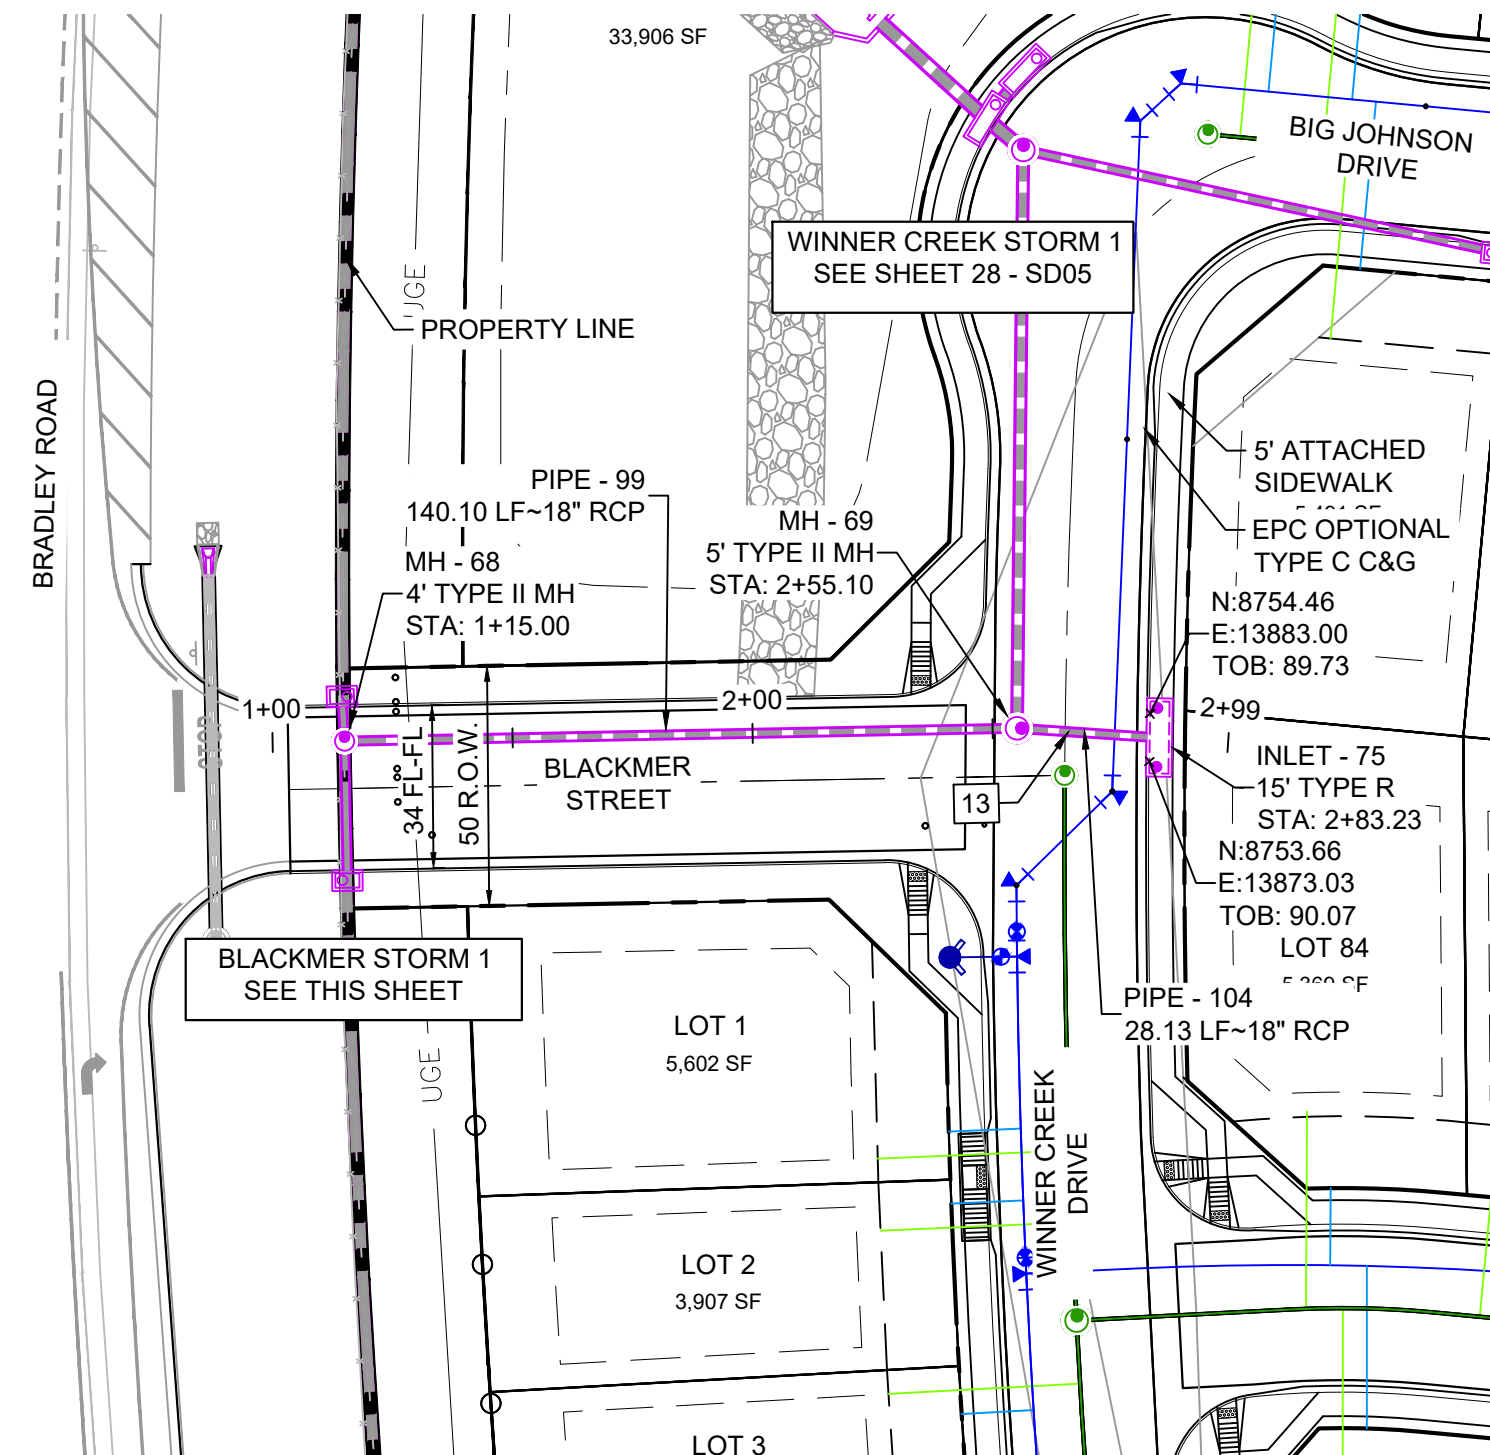 33,906 SF
BIG JOHNSON
DRIVE
WINNER CREEK STORM 1
SEE SHEET 28 - SD05
UGE
PROPERTY LINE
BRADLEY ROAD
5' ATTACHED
SIDEWALK
PIPE - 99
140.10 LF~18" RCP
MH - 69
5' TYPE II MH
STA: 2+55.10
EPC OPTIONAL
TYPE C C&G
MH - 68
4' TYPE II MH
STA: 1+15.00
N:8754.46
E:13883.00
TOB: 89.73
1+00
2+00
2+99
STOP
34 FL-FL
50 R.O.W.
BLACKMER
STREET
13
INLET - 75
15' TYPE R
STA: 2+83.23
N:8753.66
E:13873.03
TOB: 90.07
LOT 84
BLACKMER STORM 1
SEE THIS SHEET
PIPE - 104
28.13 LF~18" RCP
LOT 1
5,602 SF
UGE
WINNER CREEK
DRIVE
LOT 2
3,907 SF
LOT 3